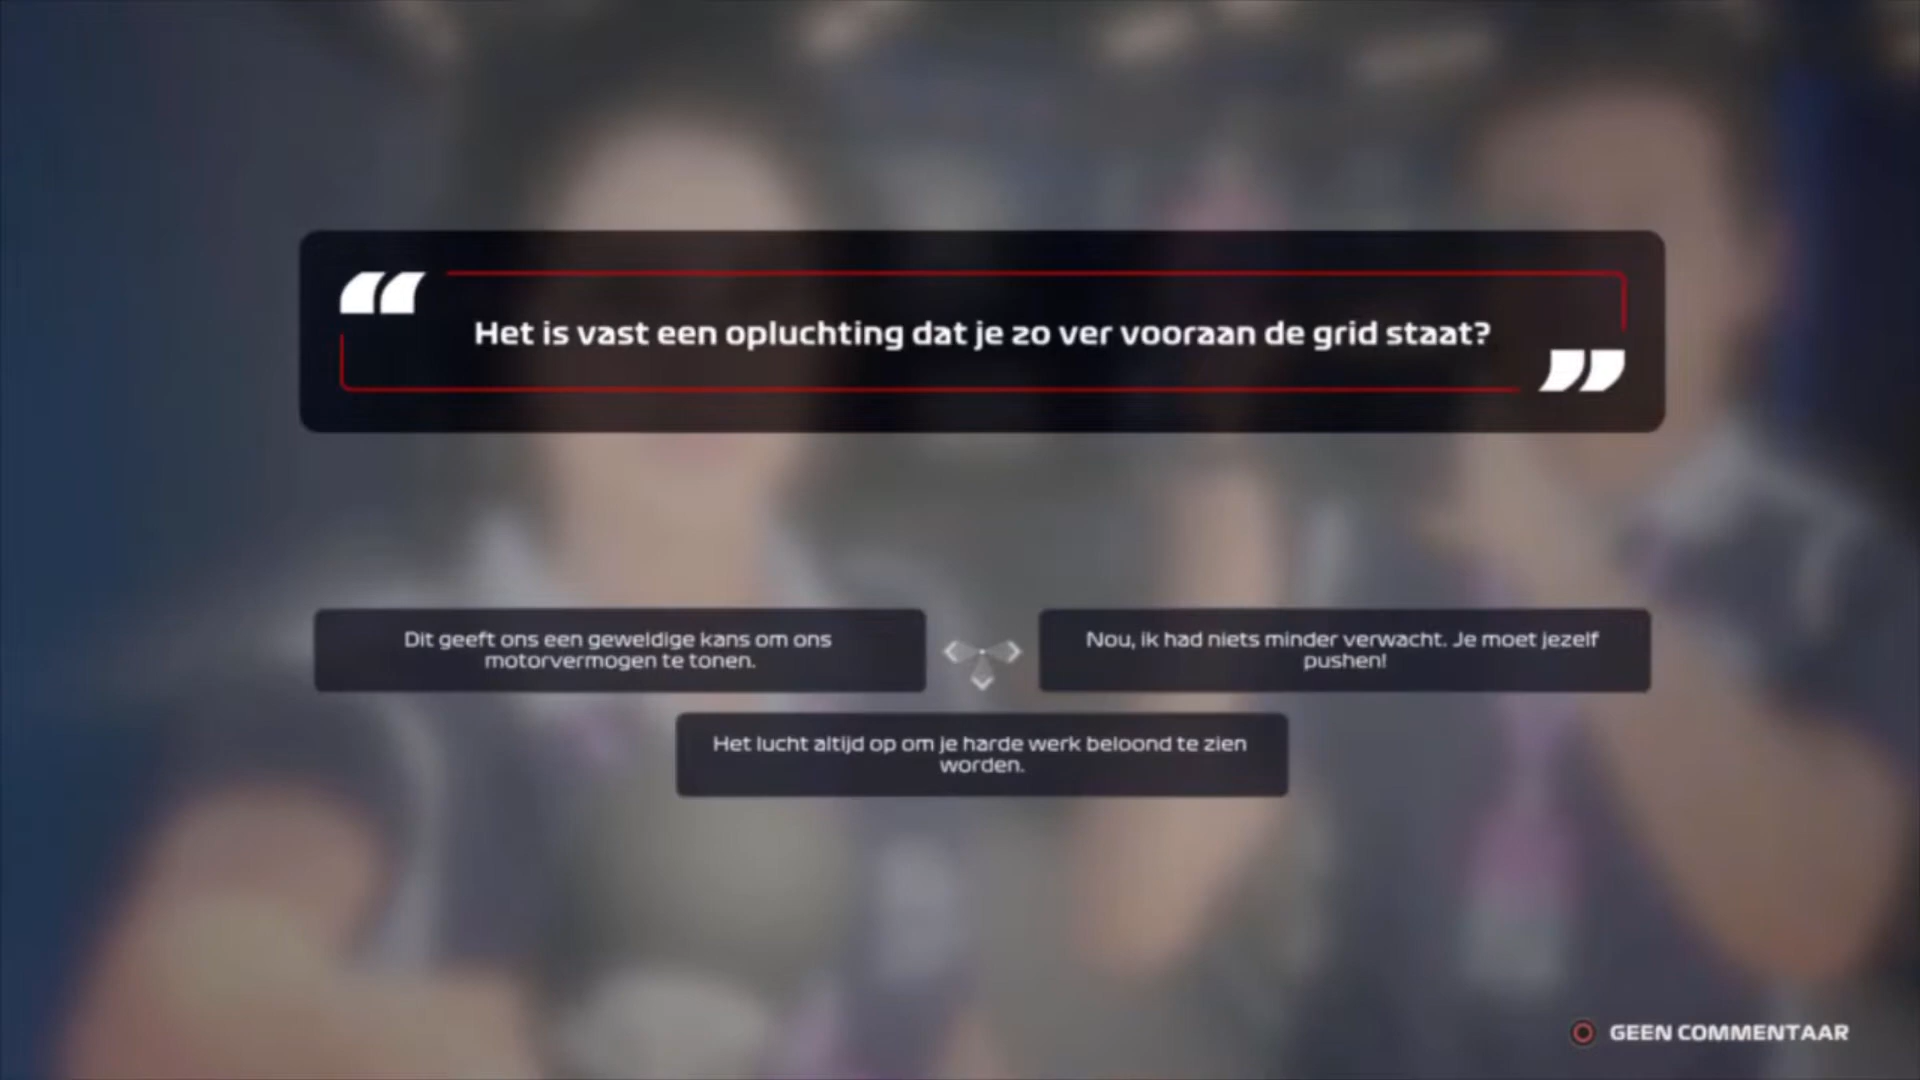 Het is vast een opluchting dat je zo ver vooraan de grid staat?
Dit geeft ons een geweldige kans om ons
motorvermogen te tonen.
Nou, ik had niets minder verwacht. Je moet jezelf
pushen!
Het lucht altijd op om je harde werk beloond te zien
worden.
GEEN COMMENTAAR